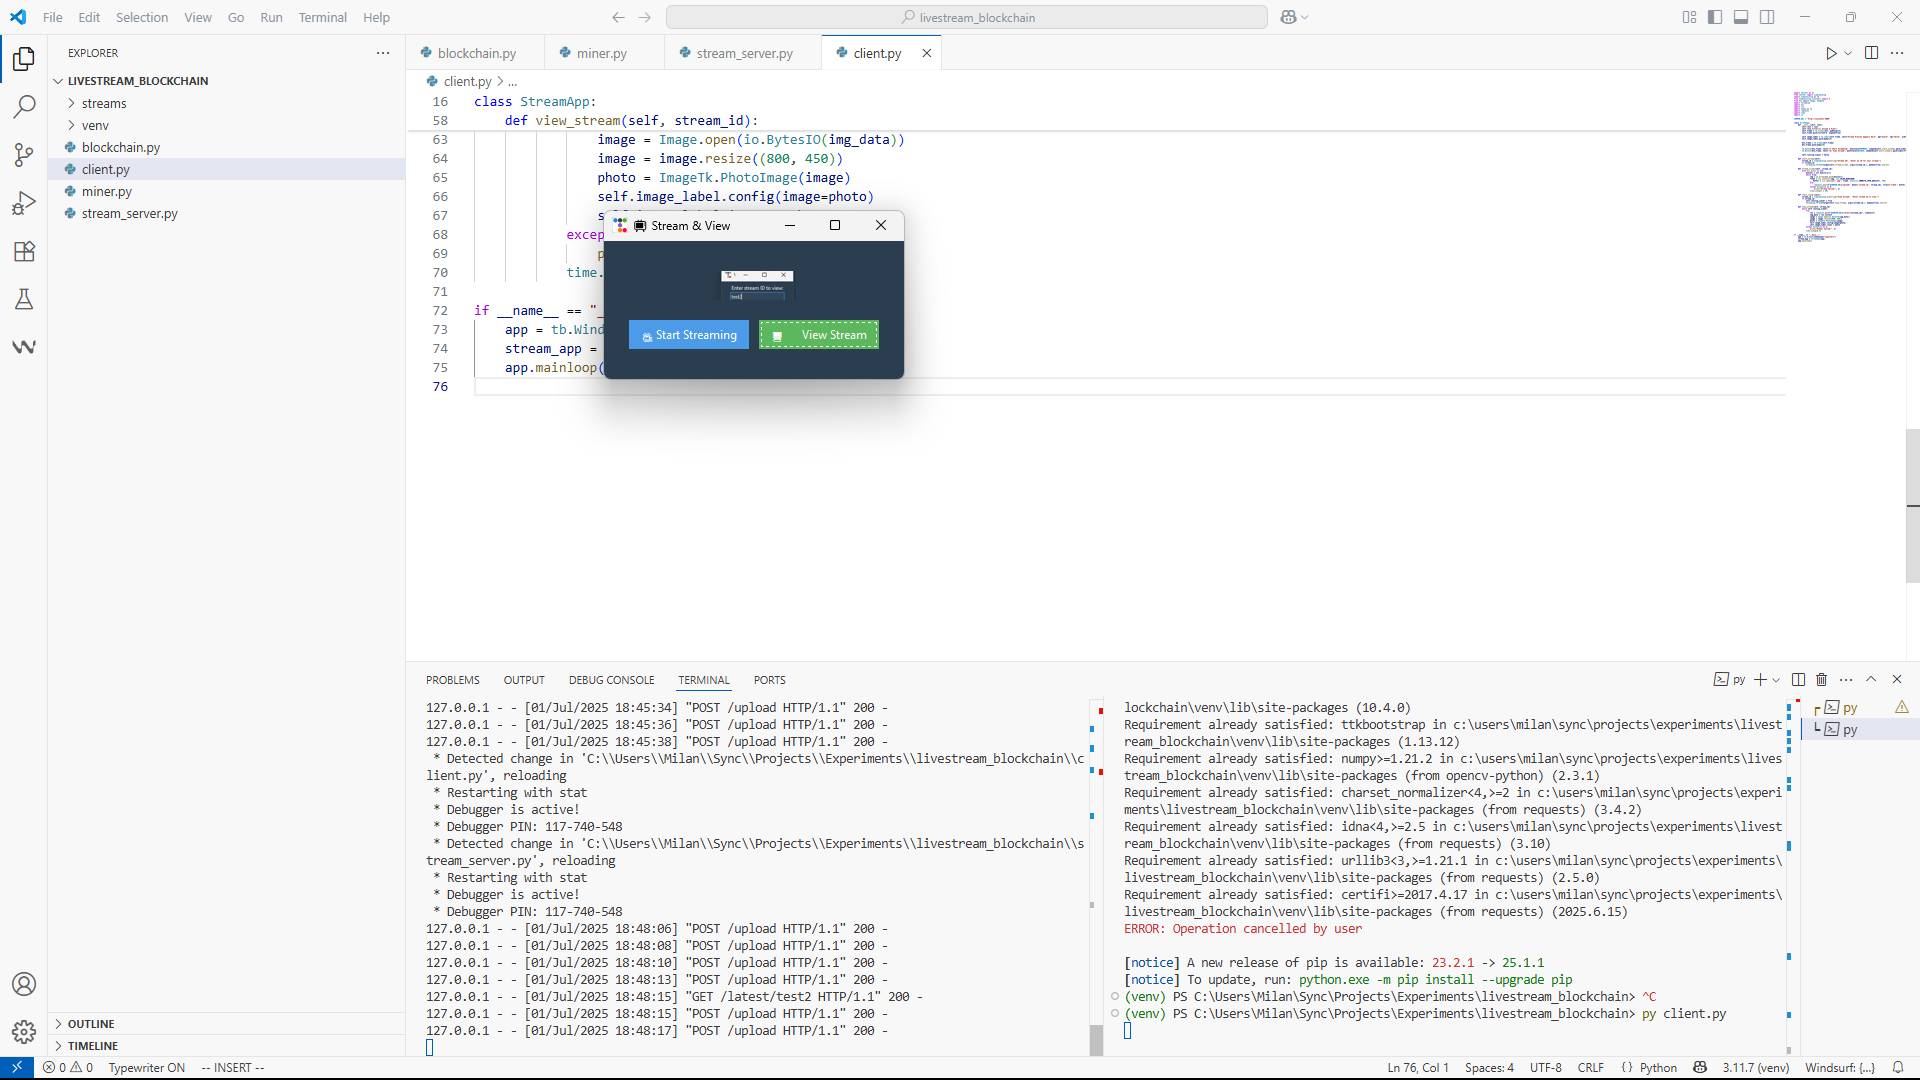 File Edit Selection View Go Run Terminal Help
livestream_blockchain
EXPLORER
LIVESTREAM_BLOCKCHAIN
streams
venv
blockchain.py
client.py
miner.py
stream_server.py
OUTLINE
TIMELINE
blockchain.py miner.py stream_server.py client.py
client.py > ...
16 class StreamApp:
58 def view_stream(self, stream_id):
63 image = Image.open(io.BytesIO(img_data))
64 image = image.resize((800, 450))
65 photo = ImageTk.PhotoImage(image)
66 self.image_label.config(image=photo)
67
68 excep
69 p
70 time.
71
72 if __name__ == "_
73 app = tb.Wind
74 stream_app =
75 app.mainloop(
76
Stream & View
Enter stream ID to view:
test2
Start Streaming
View Stream
PROBLEMS OUTPUT DEBUG CONSOLE TERMINAL PORTS
py
127.0.0.1 - - [01/Jul/2025 18:45:34] "POST /upload HTTP/1.1" 200 -
127.0.0.1 - - [01/Jul/2025 18:45:36] "POST /upload HTTP/1.1" 200 -
127.0.0.1 - - [01/Jul/2025 18:45:38] "POST /upload HTTP/1.1" 200 -
* Detected change in 'C:\\Users\\Milan\\Sync\\Projects\\Experiments\\livestream_blockchain\\c
lient.py', reloading
* Restarting with stat
* Debugger is active!
* Debugger PIN: 117-740-548
* Detected change in 'C:\\Users\\Milan\\Sync\\Projects\\Experiments\\livestream_blockchain\\s
tream_server.py', reloading
* Restarting with stat
* Debugger is active!
* Debugger PIN: 117-740-548
127.0.0.1 - - [01/Jul/2025 18:48:06] "POST /upload HTTP/1.1" 200 -
127.0.0.1 - - [01/Jul/2025 18:48:08] "POST /upload HTTP/1.1" 200 -
127.0.0.1 - - [01/Jul/2025 18:48:10] "POST /upload HTTP/1.1" 200 -
127.0.0.1 - - [01/Jul/2025 18:48:13] "POST /upload HTTP/1.1" 200 -
127.0.0.1 - - [01/Jul/2025 18:48:15] "GET /latest/test2 HTTP/1.1" 200 -
127.0.0.1 - - [01/Jul/2025 18:48:15] "POST /upload HTTP/1.1" 200 -
127.0.0.1 - - [01/Jul/2025 18:48:17] "POST /upload HTTP/1.1" 200 -
lockchain\venv\lib\site-packages (10.4.0)
Requirement already satisfied: ttkbootstrap in c:\users\milan\sync\projects\experiments\livest
ream_blockchain\venv\lib\site-packages (1.13.12)
Requirement already satisfied: numpy>=1.21.2 in c:\users\milan\sync\projects\experiments\lives
tream_blockchain\venv\lib\site-packages (from opencv-python) (2.3.1)
Requirement already satisfied: charset_normalizer<4,>=2 in c:\users\milan\sync\projects\experi
ments\livestream_blockchain\venv\lib\site-packages (from requests) (3.4.2)
Requirement already satisfied: idna<4,>=2.5 in c:\users\milan\sync\projects\experiments\livest
ream_blockchain\venv\lib\site-packages (from requests) (3.10)
Requirement already satisfied: urllib3<3,>=1.21.1 in c:\users\milan\sync\projects\experiments\
livestream_blockchain\venv\lib\site-packages (from requests) (2.5.0)
Requirement already satisfied: certifi>=2017.4.17 in c:\users\milan\sync\projects\experiments\
livestream_blockchain\venv\lib\site-packages (from requests) (2025.6.15)
ERROR: Operation cancelled by user
[notice] A new release of pip is available: 23.2.1 -> 25.1.1
[notice] To update, run: python.exe -m pip install --upgrade pip
(venv) PS C:\Users\Milan\Sync\Projects\Experiments\livestream_blockchain> ^C
(venv) PS C:\Users\Milan\Sync\Projects\Experiments\livestream_blockchain> py client.py
py
py
0 0 Typewriter ON -- INSERT -- Ln 76, Col 1 Spaces: 4 UTF-8 CRLF {} Python 3.11.7 (venv) Windsurf: {...}